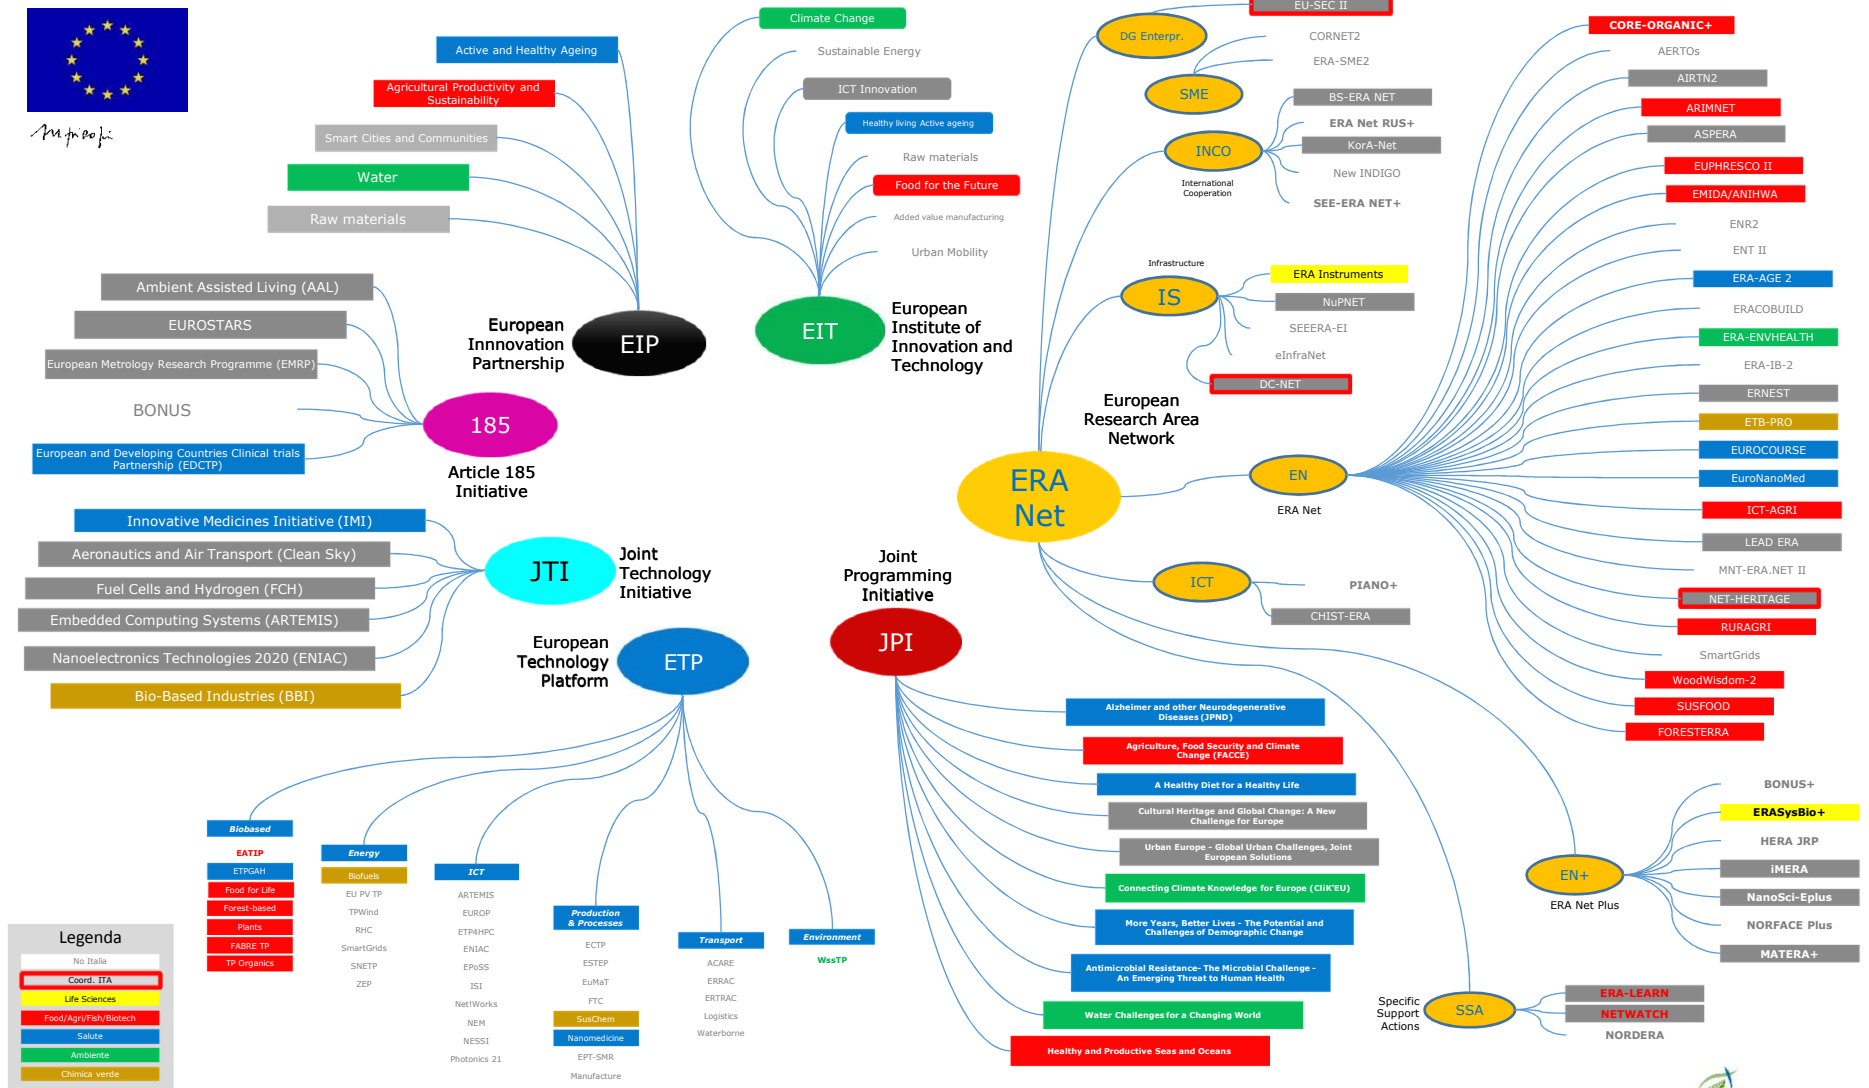 Active and Healthy Ageing
Agricultural Productivity and
Sustainability
Smart Cities and Communities
Water
Raw materials
European
Innnovation
Partnership
EIP
Climate Change
Sustainable Energy
ICT Innovation
Healthy living Active ageing
Raw materials
Food for the Future
Added value manufacturing
Urban Mobility
EIT
European
Institute of
Innovation and
Technology
Ambient Assisted Living (AAL)
EUROSTARS
European Metrology Research Programme (EMRP)
BONUS
European and Developing Countries Clinical trials
Partnership (EDCTP)
185
Article 185
Initiative
Innovative Medicines Initiative (IMI)
Aeronautics and Air Transport (Clean Sky)
Fuel Cells and Hydrogen (FCH)
Embedded Computing Systems (ARTEMIS)
Nanoelectronics Technologies 2020 (ENIAC)
Bio-Based Industries (BBI)
JTI
Joint
Technology
Initiative
European
Technology
Platform
ETP
Biobased
EATIP
ETPGAH
Food for Life
Forest-based
Plants
FABRE TP
TP Organics
Energy
Biofuels
EU PV TP
TPWind
RHC
SmartGrids
SNETP
ZEP
ICT
ARTEMIS
EUROP
ETP4HPC
ENIAC
EPoSS
ISI
Net!Works
NEM
NESSI
Photonics 21
Production
& Processes
ECTP
ESTEP
EuMaT
FTC
SusChem
Nanomedicine
EPT-SMR
Manufacture
Transport
ACARE
ERRAC
ERTRAC
Logistics
Waterborne
Environment
WssTP
Joint
Programming
Initiative
JPI
Alzheimer and other Neurodegenerative
Diseases (JPND)
Agriculture, Food Security and Climate
Change (FACCE)
A Healthy Diet for a Healthy Life
Cultural Heritage and Global Change: A New
Challenge for Europe
Urban Europe - Global Urban Challenges, Joint
European Solutions
Connecting Climate Knowledge for Europe (CliK'EU)
More Years, Better Lives - The Potential and
Challenges of Demographic Change
Antimicrobial Resistance- The Microbial Challenge -
An Emerging Threat to Human Health
Water Challenges for a Changing World
Healthy and Productive Seas and Oceans
European
Research Area
Network
ERA
Net
DG Enterpr.
EU-SEC II
SME
CORNET2
ERA-SME2
INCO
International
Cooperation
BS-ERA NET
ERA Net RUS+
KorA-Net
New INDIGO
SEE-ERA NET+
Infrastructure
IS
ERA Instruments
NuPNET
SEEERA-EI
eInfraNet
DC-NET
EN
ERA Net
CORE-ORGANIC+
AERTOs
AIRTN2
ARIMNET
ASPERA
EUPHRESCO II
EMIDA/ANIHWA
ENR2
ENT II
ERA-AGE 2
ERACOBUILD
ERA-ENVHEALTH
ERA-IB-2
ERNEST
ETB-PRO
EUROCOURSE
EuroNanoMed
ICT-AGRI
LEAD ERA
MNT-ERA.NET II
NET-HERITAGE
RURAGRI
SmartGrids
WoodWisdom-2
SUSFOOD
FORESTERRA
ICT
PIANO+
CHIST-ERA
EN+
ERA Net Plus
BONUS+
ERASysBio+
HERA JRP
iMERA
NanoSci-Eplus
NORFACE Plus
MATERA+
Specific
Support
Actions
SSA
ERA-LEARN
NETWATCH
NORDERA
Legenda
No Italia
Coord. ITA
Life Sciences
Food/Agri/Fish/Biotech
Salute
Ambiente
Chimica verde